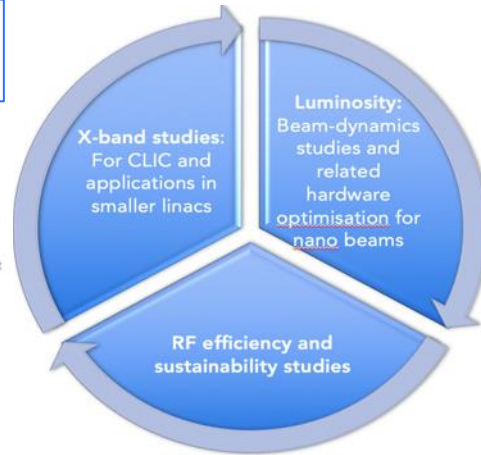 X-band studies:
For CLIC and
applications in
smaller linacs
Luminosity:
Beam-dynamics
studies and
related
hardware
optimisation for
nano beams
RF efficiency and
sustainability studies